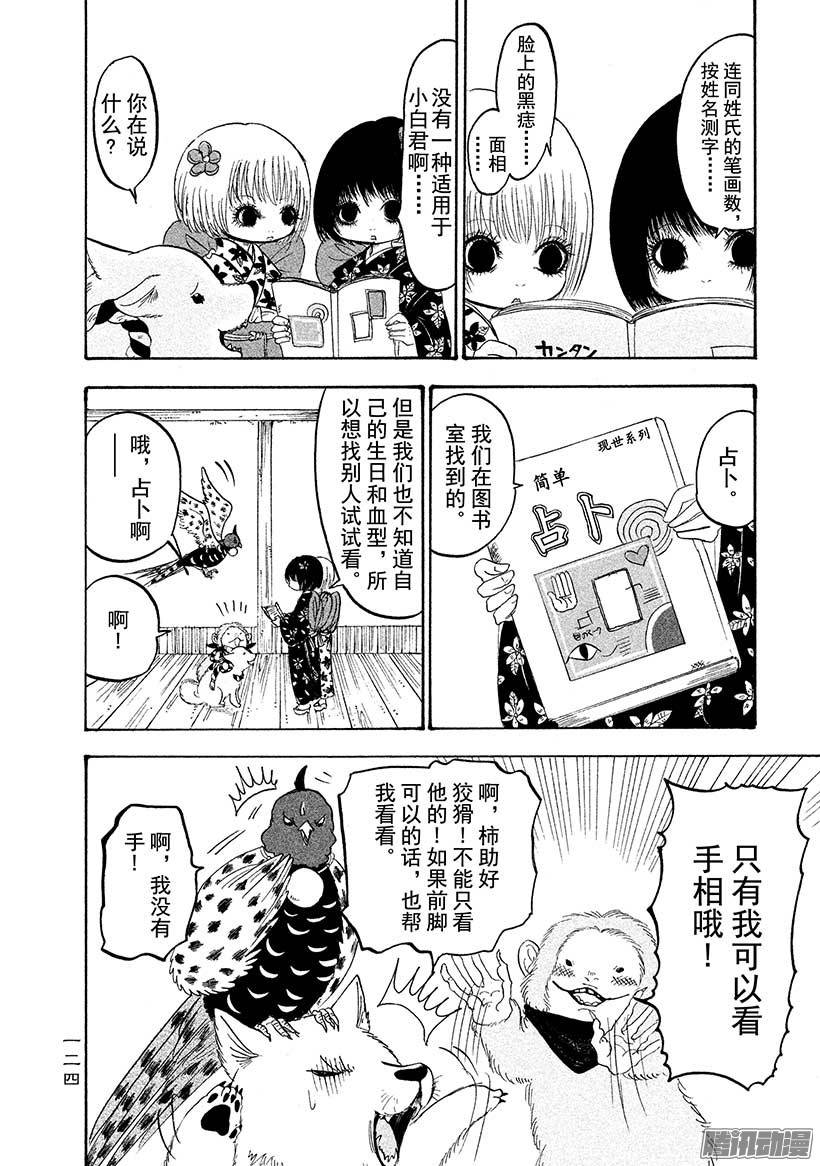 连同姓氏的笔画数，
按姓名测字……
脸上的黑痣
……面相
カンタン
没有一种适用于
小白君啊……
你在说
什么？
占卜。
现世系列
简单
占卜
我们在图书
室找到的。
但是我们也不知道自
己的生日和血型，所
以想找别人试试看。
哦，占卜啊
——
啊！
只有我可以看
手相哦！
啊，柿助好
狡猾！不能只看
他的！如果前脚
可以的话，也帮
我看看。
啊，我没有
手！
一二四
腾讯动漫